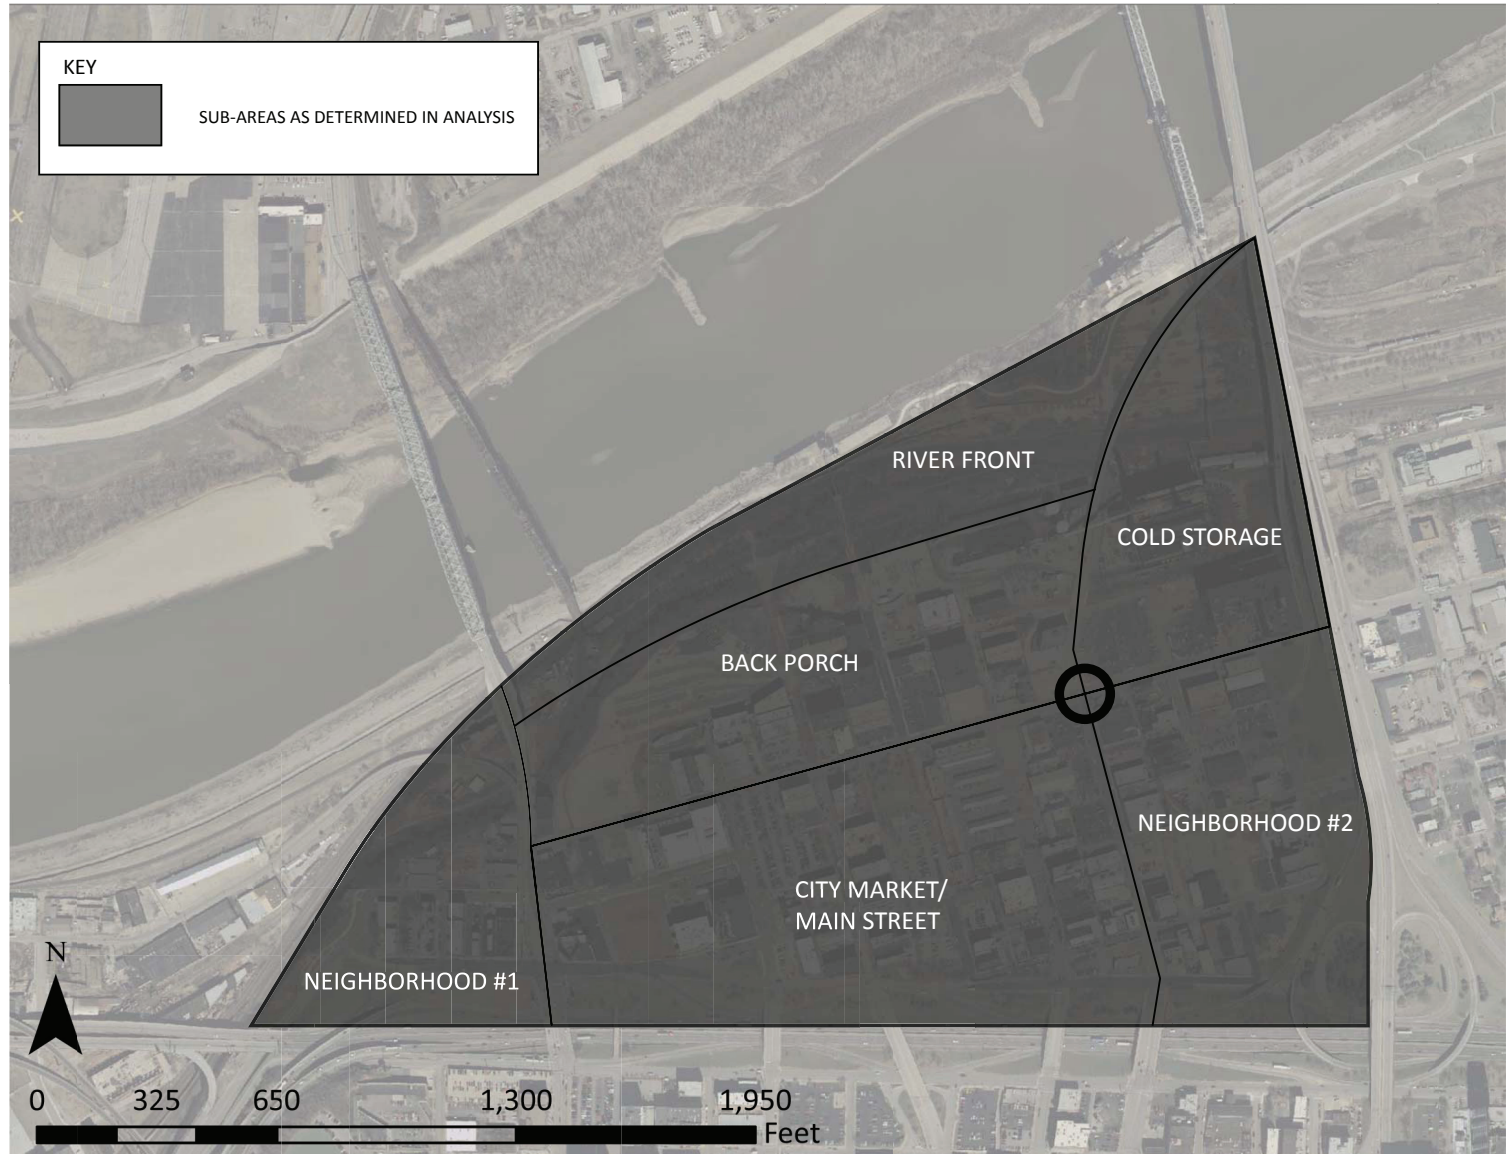 KEY
SUB-AREAS AS DETERMINED IN ANALYSIS
RIVER FRONT
COLD STORAGE
BACK PORCH
NEIGHBORHOOD #2
CITY MARKET/
MAIN STREET
NEIGHBORHOOD #1
N
0 325 650 1,300 1,950
Feet